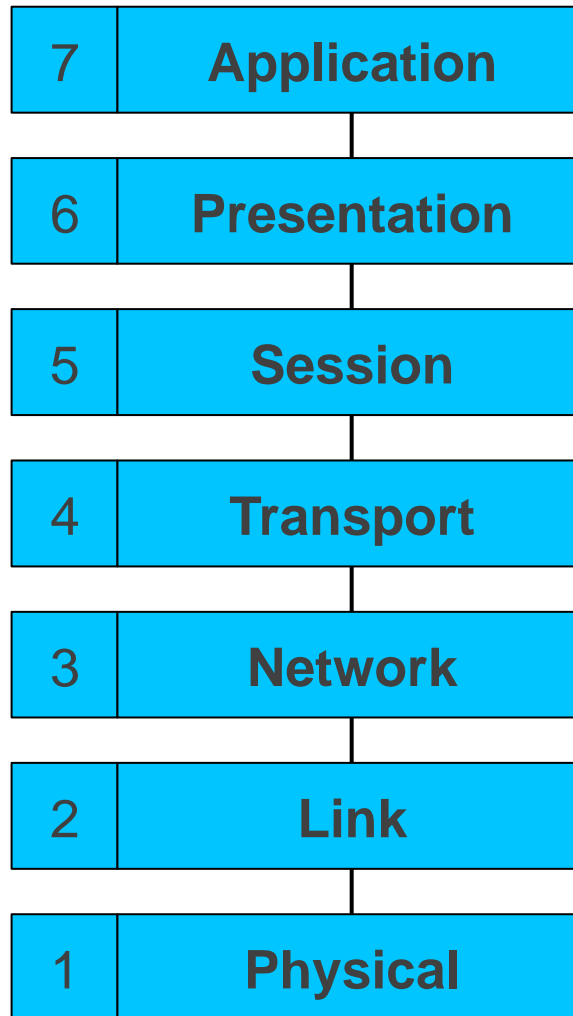 7 Application
6 Presentation
5 Session
4 Transport
3 Network
2 Link
1 Physical